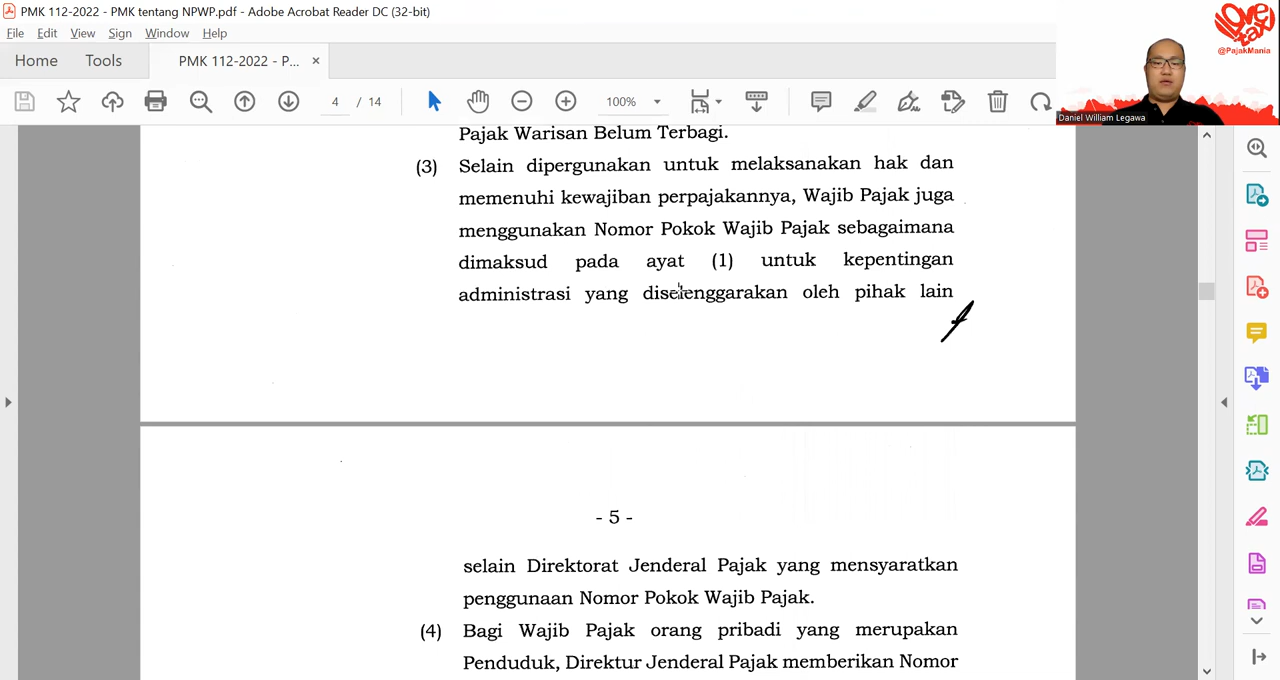 PMK 112-2022 - PMK tentang NPWP.pdf - Adobe Acrobat Reader DC (32-bit)
File Edit View Sign Window Help
Home Tools PMK 112-2022 - P... ×
4 / 14 100%
I love tax
@PajakMania
Daniel William Legawa
Pajak Warisan Belum Terbagi.
(3) Selain dipergunakan untuk melaksanakan hak dan
memenuhi kewajiban perpajakannya, Wajib Pajak juga
menggunakan Nomor Pokok Wajib Pajak sebagaimana
dimaksud pada ayat (1) untuk kepentingan
administrasi yang diselenggarakan oleh pihak lain
- 5 -
selain Direktorat Jenderal Pajak yang mensyaratkan
penggunaan Nomor Pokok Wajib Pajak.
(4) Bagi Wajib Pajak orang pribadi yang merupakan
Penduduk, Direktur Jenderal Pajak memberikan Nomor